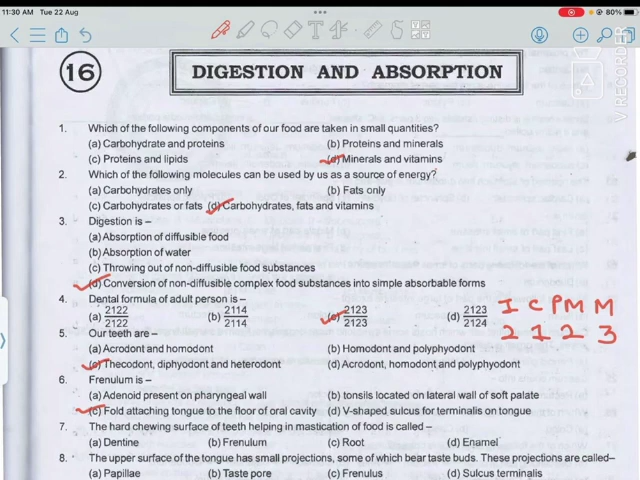 11:30 AM Tue 22 Aug
80%
16
DIGESTION AND ABSORPTION
V RECORDER
1. Which of the following components of our food are taken in small quantities?
(a) Carbohydrate and proteins (b) Proteins and minerals
(c) Proteins and lipids (d) Minerals and vitamins
2. Which of the following molecules can be used by us as a source of energy?
(a) Carbohydrates only (b) Fats only
(c) Carbohydrates or fats (d) Carbohydrates, fats and vitamins
3. Digestion is –
(a) Absorption of diffusible food
(b) Absorption of water
(c) Throwing out of non-diffusible food substances
(d) Conversion of non-diffusible complex food substances into simple absorbable forms
4. Dental formula of adult person is –
(a) 2122/2122 (b) 2114/2114 (c) 2123/2123 (d) 2123/2124
I C PM M
2 1 2 3
5. Our teeth are –
(a) Acrodont and homodont (b) Homodont and polyphyodont
(c) Thecodont, diphyodont and heterodont (d) Acrodont, homodont and polyphyodont
6. Frenulum is –
(a) Adenoid present on pharyngeal wall (b) tonsils located on lateral wall of soft palate
(c) Fold attaching tongue to the floor of oral cavity (d) V-shaped sulcus for terminalis on tongue
7. The hard chewing surface of teeth helping in mastication of food is called –
(a) Dentine (b) Frenulum (c) Root (d) Enamel
8. The upper surface of the tongue has small projections, some of which bear taste buds. These projections are called–
(a) Papillae (b) Taste pore (c) Frenulus (d) Sulcus terminalis